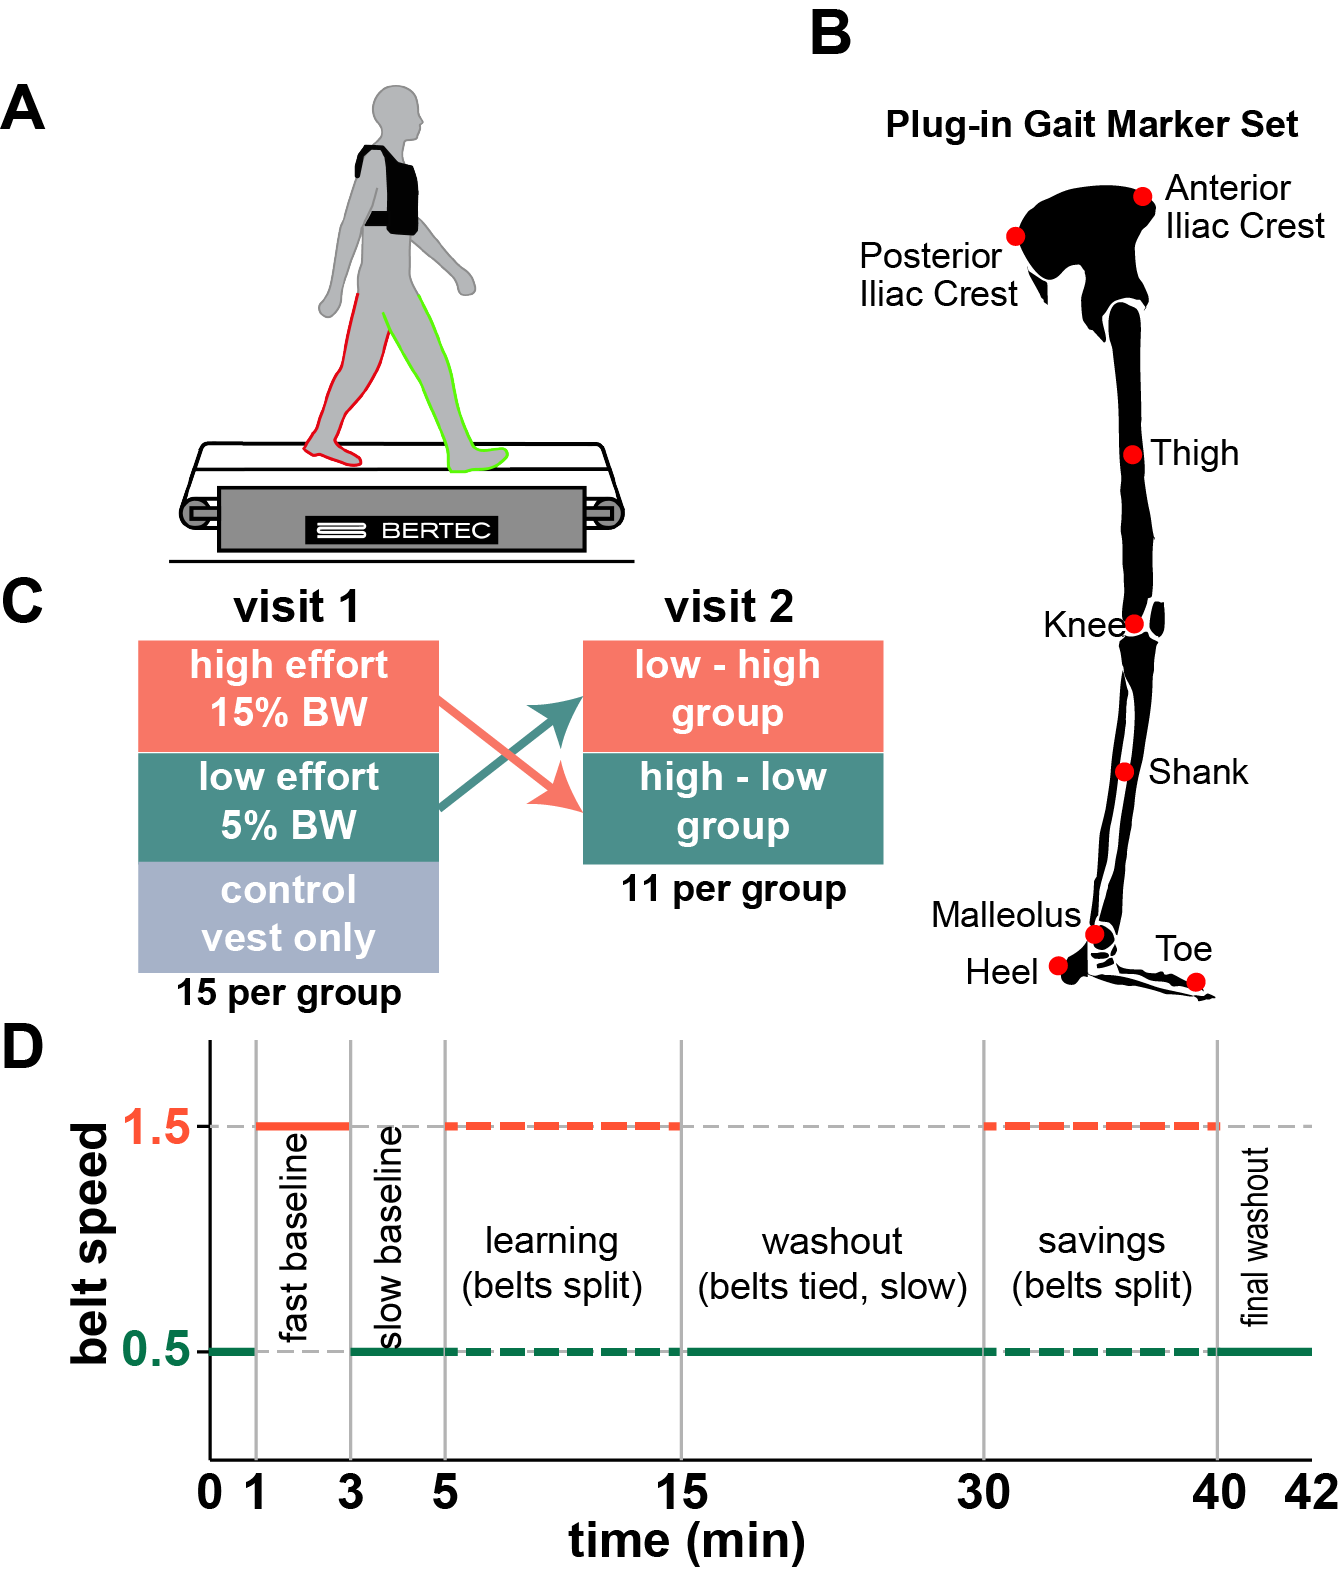 A
BERTEC
B
Plug-in Gait Marker Set
Anterior
Iliac Crest
Posterior
Iliac Crest
Thigh
Knee
Shank
Malleolus
Heel
Toe
C
visit 1
visit 2
high effort
15% BW
low effort
5% BW
control
vest only
15 per group
low - high
group
high - low
group
11 per group
D
belt speed
1.5
0.5
fast baseline
slow baseline
learning
(belts split)
washout
(belts tied, slow)
savings
(belts split)
final washout
0 1 3 5 15 30 40 42
time (min)